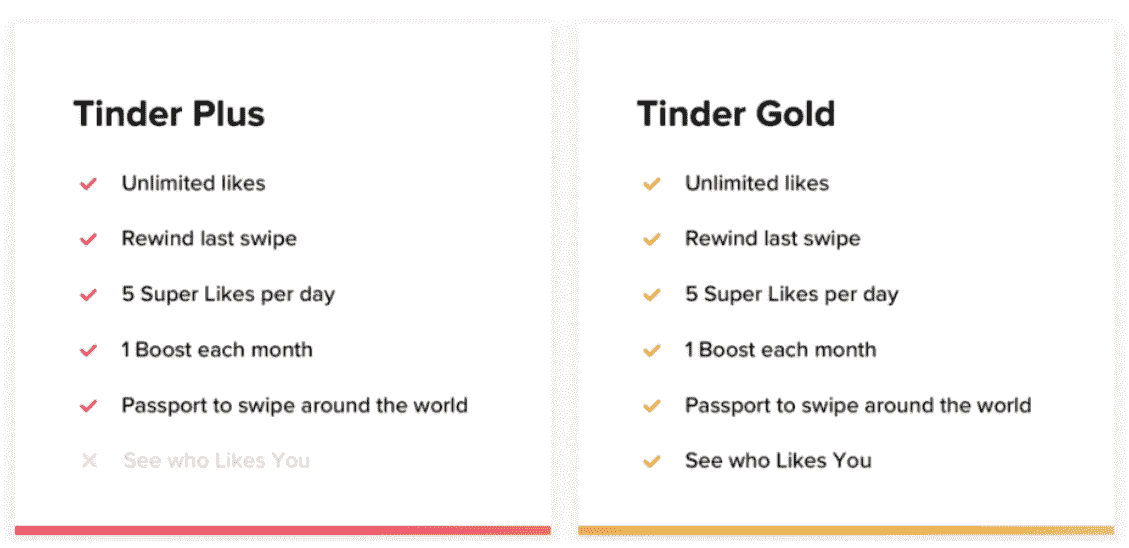 Tinder Plus
Unlimited likes
Rewind last swipe
5 Super Likes per day
1 Boost each month
Passport to swipe around the world
See who Likes You
Tinder Gold
Unlimited likes
Rewind last swipe
5 Super Likes per day
1 Boost each month
Passport to swipe around the world
See who Likes You